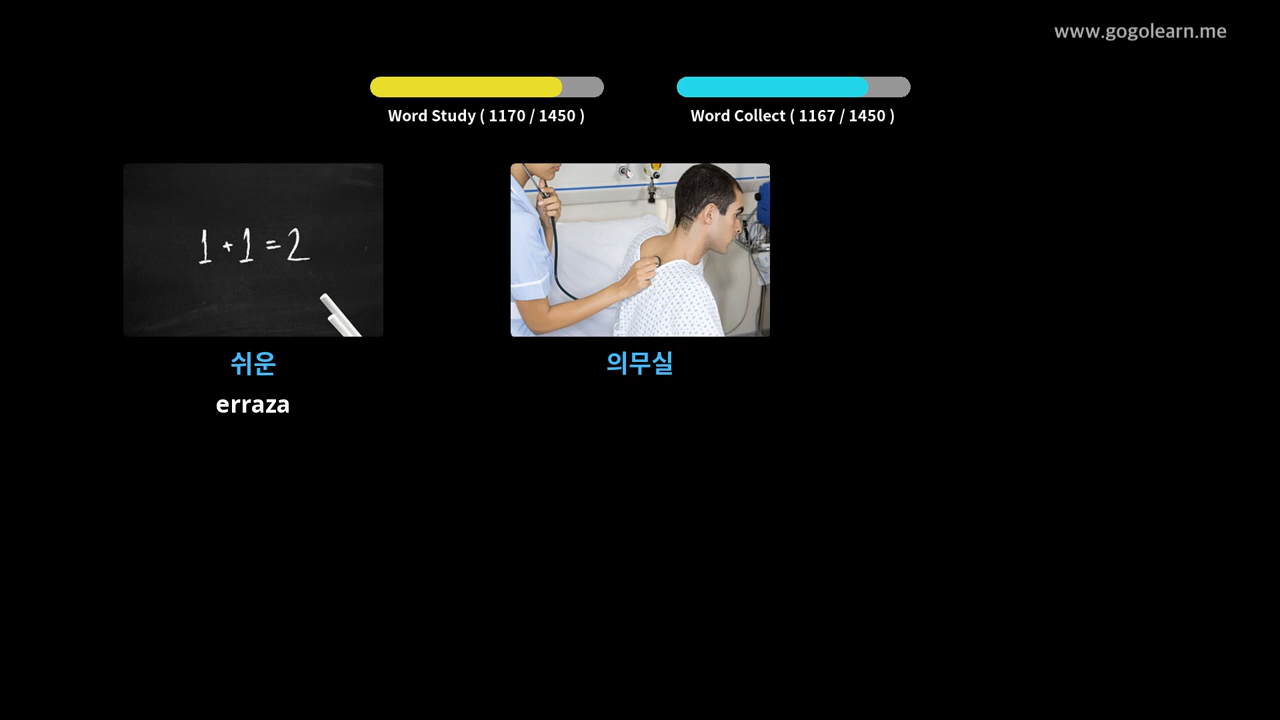 www.gogolearn.me
Word Study ( 1170 / 1450 )
Word Collect ( 1167 / 1450 )
1 + 1 = 2
쉬운
erraza
의무실